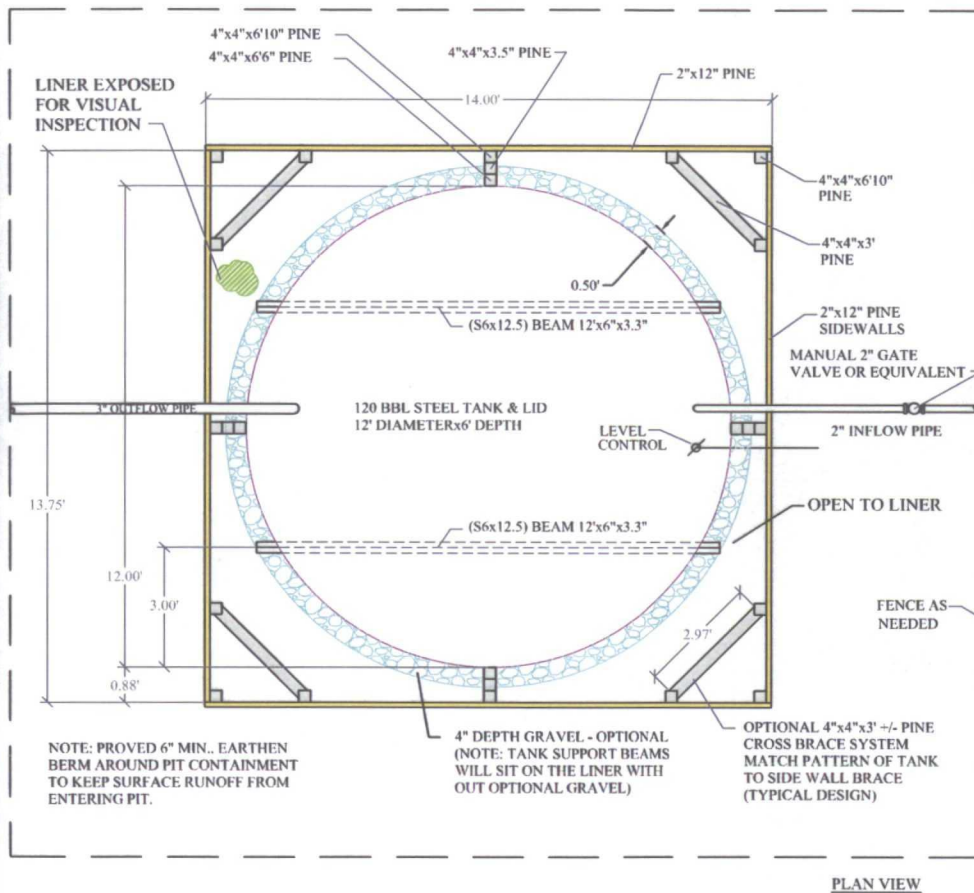 4"x4"x6'10" PINE
4"x4"x6'6" PINE
4"x4"x3.5" PINE
2"x12" PINE
LINER EXPOSED
FOR VISUAL
INSPECTION
14.00'
4"x4"x6'10"
PINE
4"x4"x3'
PINE
0.50'
(S6x12.5) BEAM 12'x6"x3.3"
2"x12" PINE
SIDEWALLS
MANUAL 2" GATE
VALVE OR EQUIVALENT
3" OUTFLOW PIPE
120 BBL STEEL TANK & LID
12' DIAMETERx6' DEPTH
LEVEL
CONTROL
2" INFLOW PIPE
13.75'
OPEN TO LINER
(S6x12.5) BEAM 12'x6"x3.3"
12.00'
3.00'
2.97'
FENCE AS
NEEDED
0.88'
NOTE: PROVED 6" MIN.. EARTHEN
BERM AROUND PIT CONTAINMENT
TO KEEP SURFACE RUNOFF FROM
ENTERING PIT.
4" DEPTH GRAVEL - OPTIONAL
(NOTE: TANK SUPPORT BEAMS
WILL SIT ON THE LINER WITH
OUT OPTIONAL GRAVEL)
OPTIONAL 4"x4"x3' +/- PINE
CROSS BRACE SYSTEM
MATCH PATTERN OF TANK
TO SIDE WALL BRACE
(TYPICAL DESIGN)
PLAN VIEW